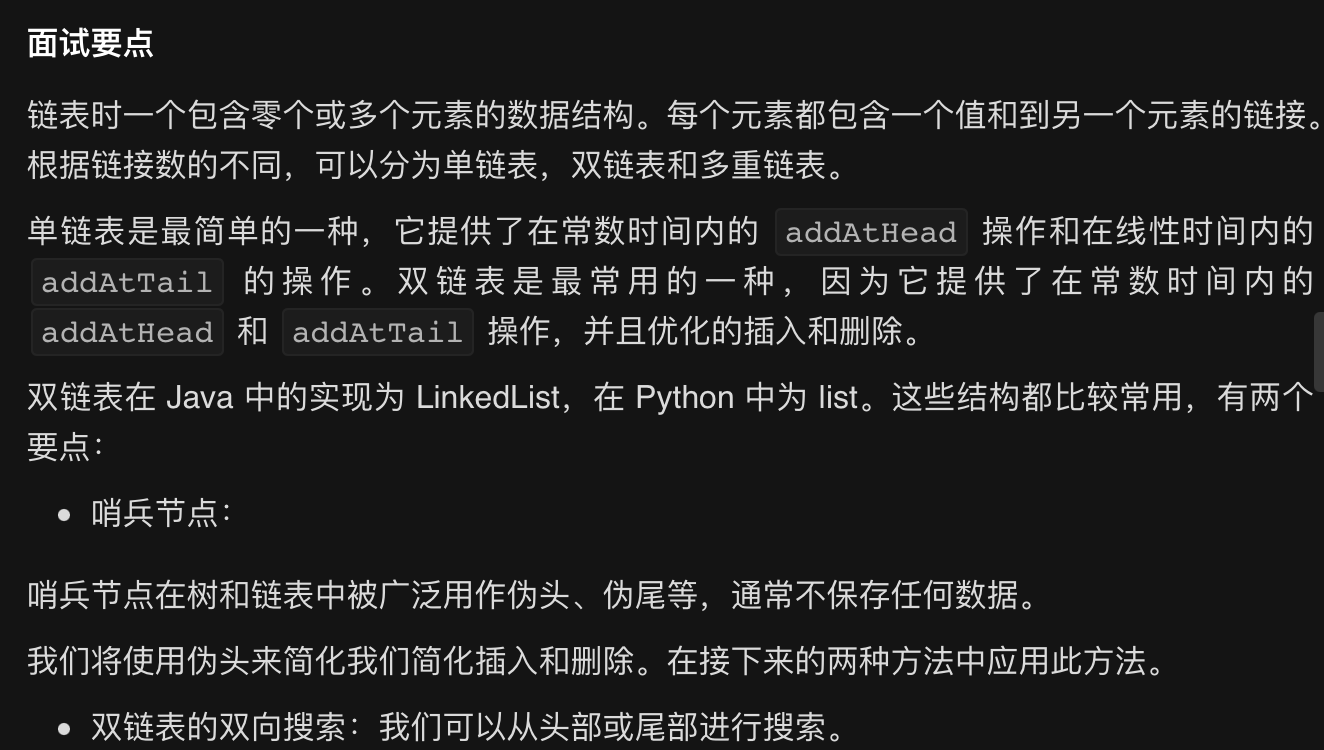 面试要点
链表时一个包含零个或多个元素的数据结构。每个元素都包含一个值和到另一个元素的链接。
根据链接数的不同，可以分为单链表，双链表和多重链表。
单链表是最简单的一种，它提供了在常数时间内的 addAtHead 操作和在线性时间内的
addAtTail 的操作。双链表是最常用的一种，因为它提供了在常数时间内的
addAtHead 和 addAtTail 操作，并且优化的插入和删除。
双链表在 Java 中的实现为 LinkedList，在 Python 中为 list。这些结构都比较常用，有两个
要点：
• 哨兵节点：
哨兵节点在树和链表中被广泛用作伪头、伪尾等，通常不保存任何数据。
我们将使用伪头来简化我们简化插入和删除。在接下来的两种方法中应用此方法。
• 双链表的双向搜索：我们可以从头部或尾部进行搜索。